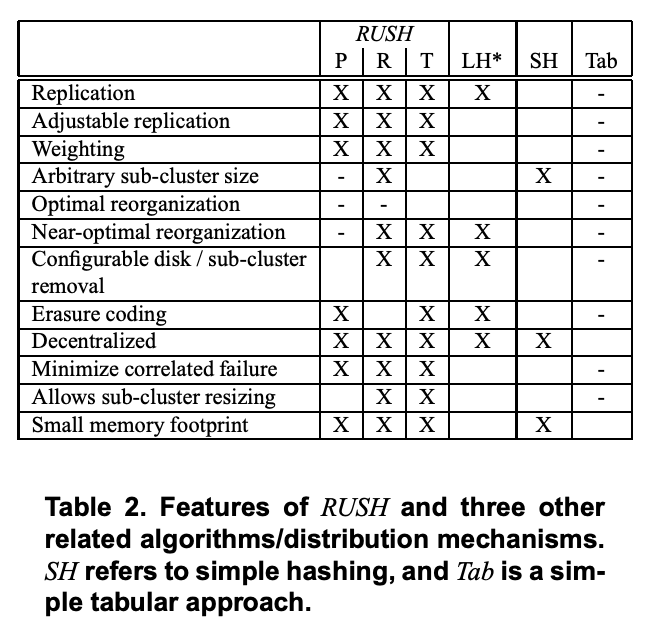 RUSH
P R T LH* SH Tab
Replication X X X X -
Adjustable replication X X X -
Weighting X X X -
Arbitrary sub-cluster size - X X -
Optimal reorganization - - -
Near-optimal reorganization - X X X -
Configurable disk / sub-cluster X X X -
removal
Erasure coding X X X -
Decentralized X X X X X
Minimize correlated failure X X X -
Allows sub-cluster resizing X X -
Small memory footprint X X X X
Table 2. Features of RUSH and three other
related algorithms/distribution mechanisms.
SH refers to simple hashing, and Tab is a sim-
ple tabular approach.